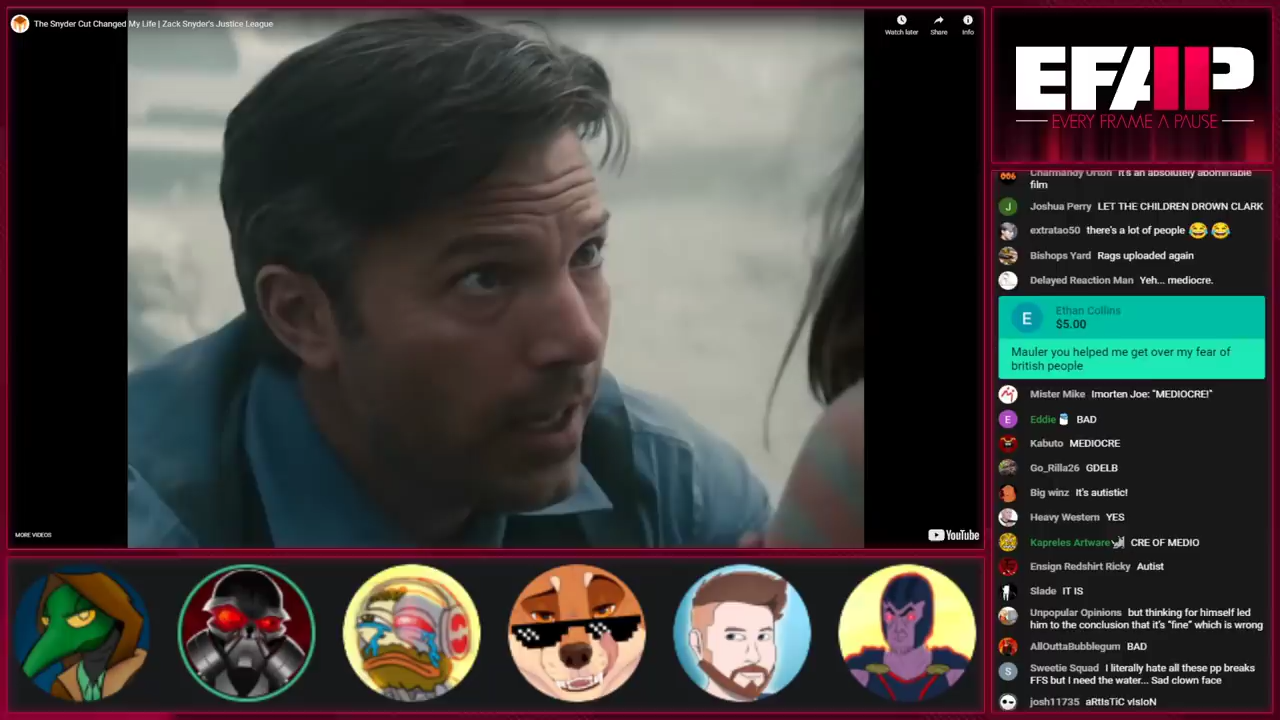 The Snyder Cut Changed My Life | Zack Snyder's Justice League
Watch later
Share
Info
MORE VIDEOS
YouTube
EFAP
EVERY FRAME A PAUSE
Charmandy Orton It's an absolutely abominable
film
J
Joshua Perry LET THE CHILDREN DROWN CLARK
extratao50 there's a lot of people 😂 😂
Bishops Yard Rags uploaded again
Delayed Reaction Man Yeh... mediocre.
E
Ethan Collins
$5.00
Mauler you helped me get over my fear of
british people
Mister Mike Imorten Joe: "MEDIOCRE!"
E
Eddie BAD
Kabuto MEDIOCRE
Go_Rilla26 GDELB
Big winz It's autistic!
Heavy Western YES
Kapreles Artware CRE OF MEDIO
Ensign Redshirt Ricky Autist
Slade IT IS
Unpopular Opinions but thinking for himself led
him to the conclusion that it's "fine" which is wrong
AllOuttaBubblegum BAD
S
Sweetie Squad I literally hate all these pp breaks
FFS but I need the water... Sad clown face
josh11735 aRtIsTiC vIsIoN